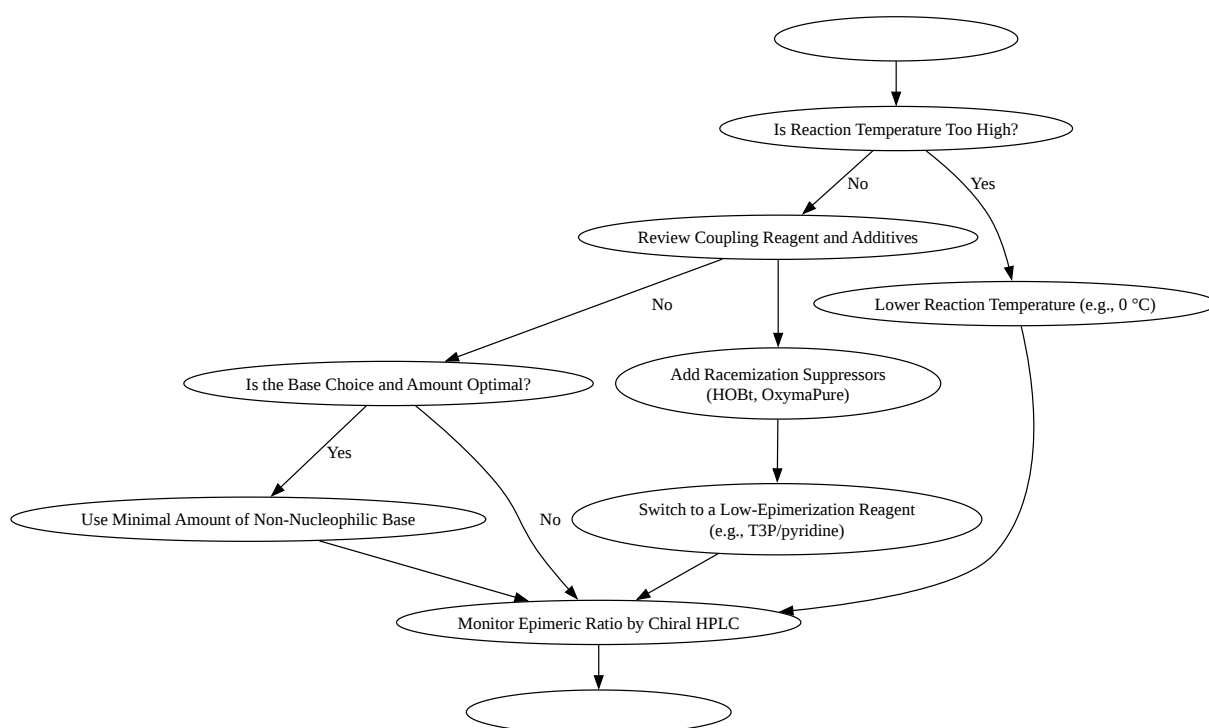 Is Reaction Temperature Too High?
No
Yes
Review Coupling Reagent and Additives
No
Lower Reaction Temperature (e.g., 0 °C)
Is the Base Choice and Amount Optimal?
Add Racemization Suppressors
(HOBt, OxymaPure)
Yes
No
Use Minimal Amount of Non-Nucleophilic Base
Switch to a Low-Epimerization Reagent
(e.g., T3P/pyridine)
Monitor Epimeric Ratio by Chiral HPLC